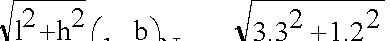 √l²+h² ( b √3.3²+1.2²